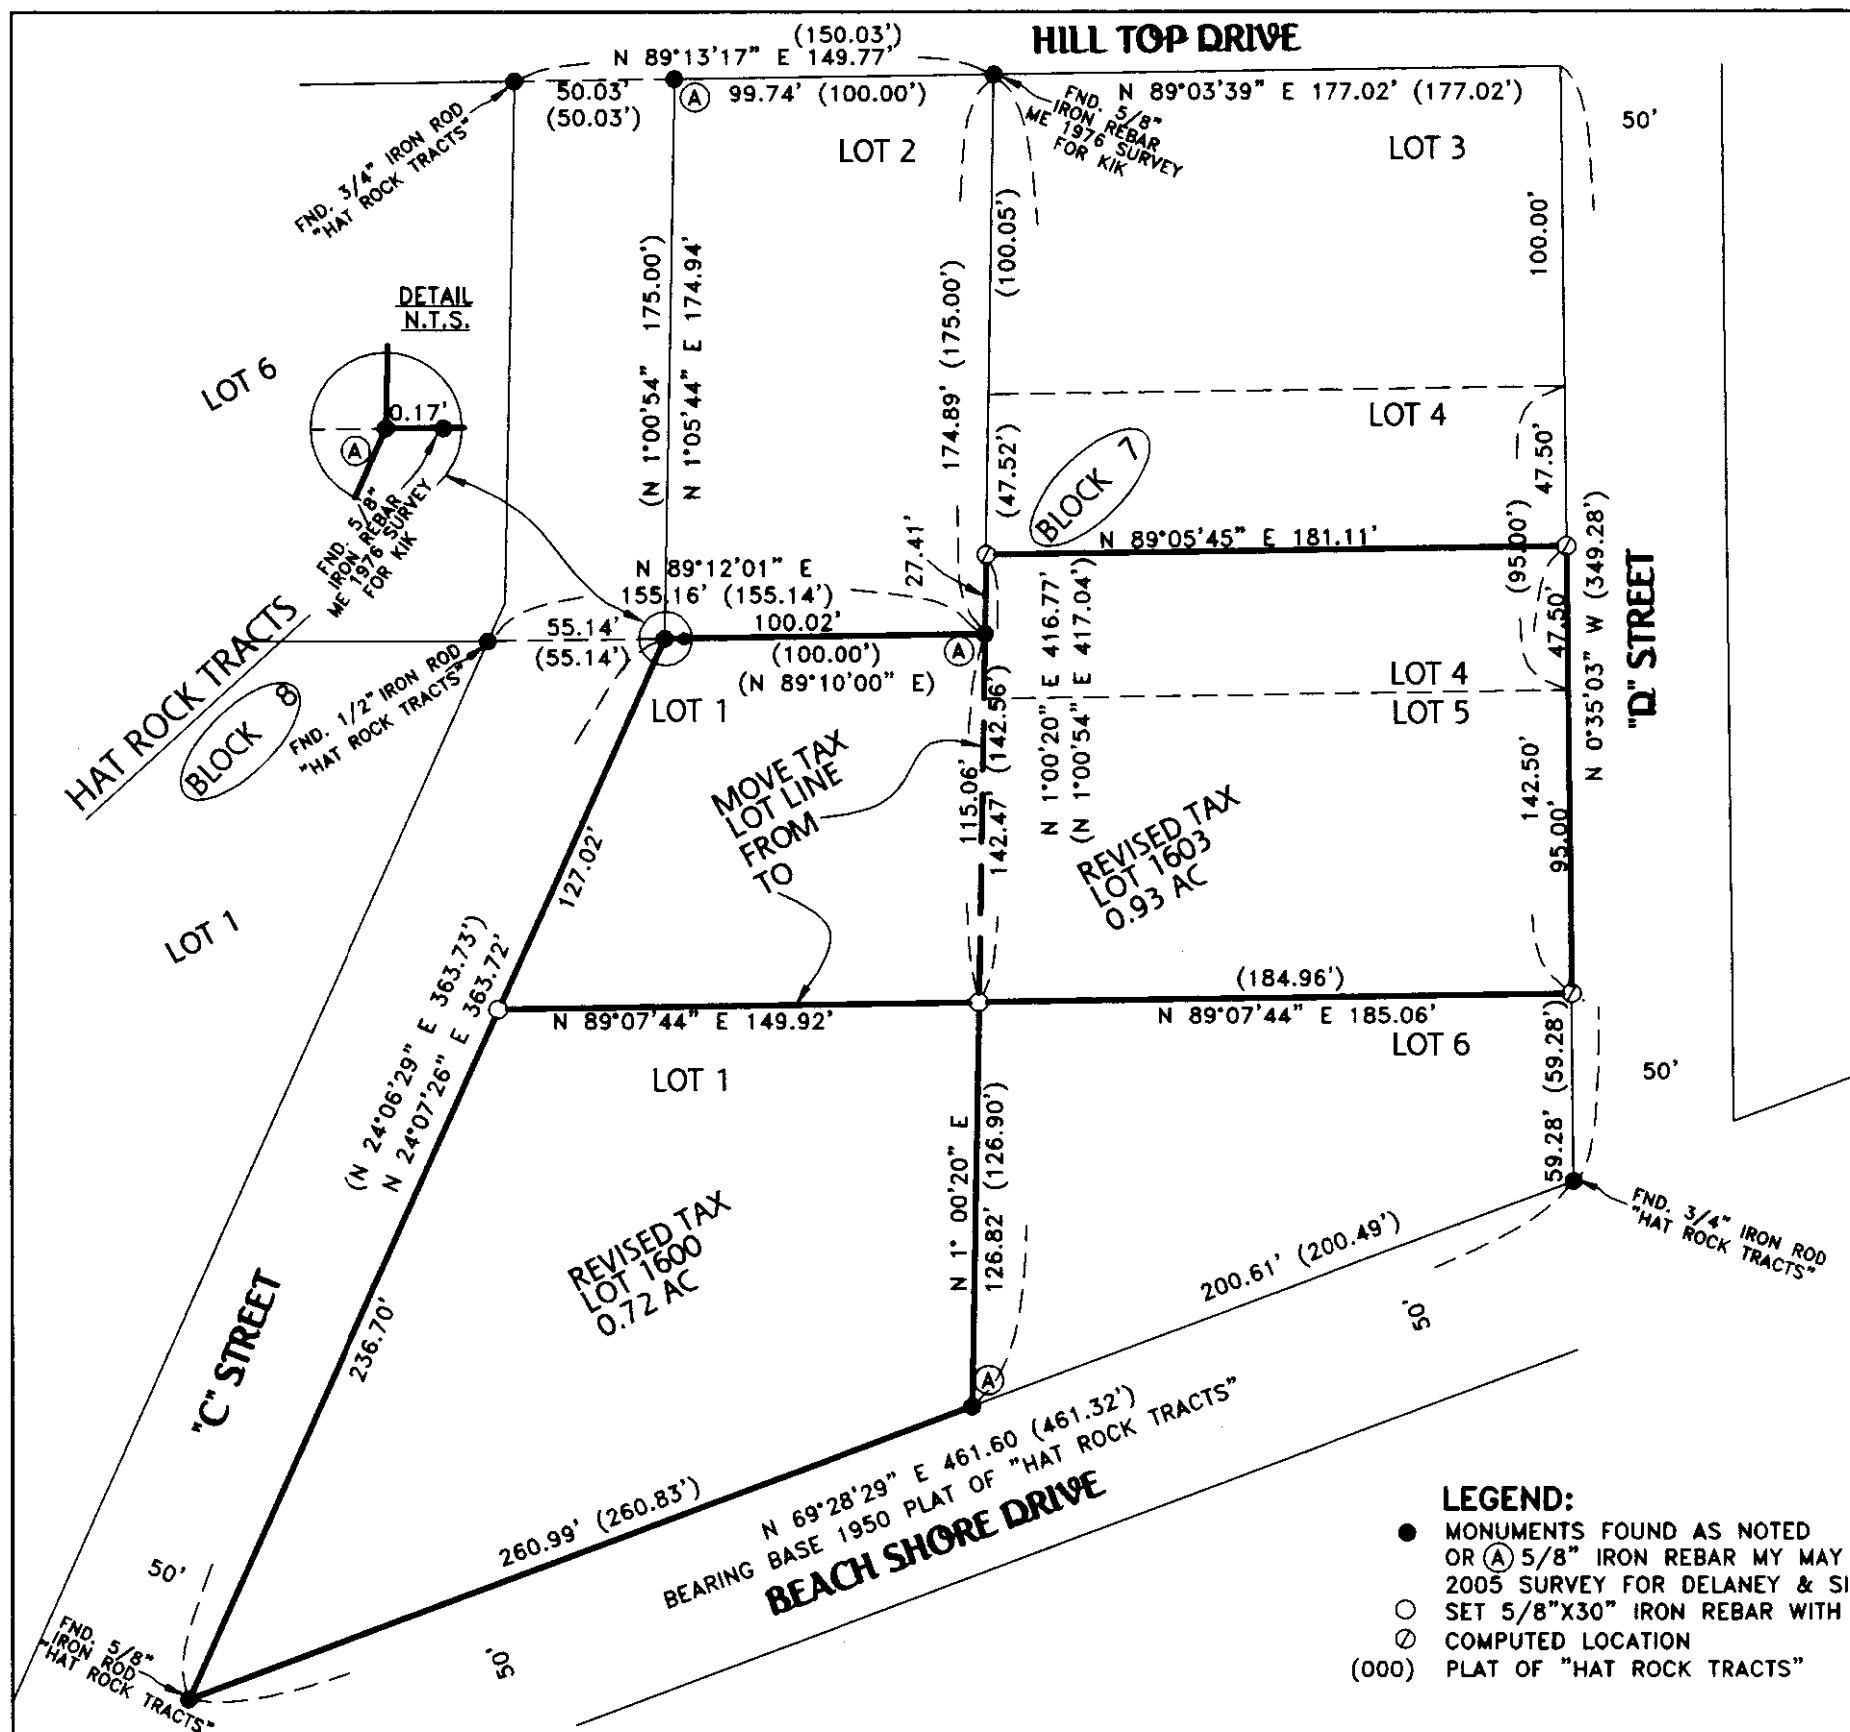 HILL TOP DRIVE
(150.03')
N 89°13'17" E 149.77'
50.03'
(50.03')
A
99.74' (100.00')
N 89°03'39" E 177.02' (177.02')
50'
FND. 3/4" IRON ROD
"HAT ROCK TRACTS"
FND. 5/8"
IRON REBAR
ME 1976 SURVEY
FOR KIK
LOT 2
LOT 3
(N 1°00'54" 175.00')
N 1°05'44" E 174.94'
174.89' (175.00')
(100.05')
100.00'
DETAIL
N.T.S.
LOT 6
0.17'
A
FND. 5/8"
IRON REBAR
ME 1976 SURVEY
FOR KIK
LOT 4
(47.52')
BLOCK 7
47.50'
(95.00')
47.50'
N 0°35'03" W (349.28')
"D" STREET
N 89°05'45" E 181.11'
27.41'
N 89°12'01" E
155.16' (155.14')
55.14'
(55.14')
100.02'
(100.00')
(N 89°10'00" E)
A
HAT ROCK TRACTS
BLOCK 8
FND. 1/2" IRON ROD
"HAT ROCK TRACTS"
LOT 1
LOT 4
LOT 5
N 1°00'20" E 416.77'
(N 1°00'54" E 417.04')
115.06'
142.47' (142.56')
142.50'
95.00'
MOVE TAX
LOT LINE
FROM
TO
REVISED TAX
LOT 1603
0.93 AC
127.02'
LOT 1
(N 24°06'29" E 363.73')
N 24°07'26" E 363.72'
N 89°07'44" E 149.92'
(184.96')
N 89°07'44" E 185.06'
LOT 1
LOT 6
59.28' (59.28')
50'
N 1° 00'20" E
126.82' (126.90')
FND. 3/4" IRON ROD
"HAT ROCK TRACTS"
REVISED TAX
LOT 1600
0.72 AC
236.70'
"C" STREET
200.61' (200.49')
50'
A
260.99' (260.83')
N 69°28'29" E 461.60 (461.32')
BEARING BASE 1950 PLAT OF "HAT ROCK TRACTS"
BEACH SHORE DRIVE
50'
50'
FND. 5/8"
IRON ROD
"HAT ROCK TRACTS"
LEGEND:
MONUMENTS FOUND AS NOTED
OR A 5/8" IRON REBAR MY MAY
2005 SURVEY FOR DELANEY & SI
SET 5/8"X30" IRON REBAR WITH
COMPUTED LOCATION
(000) PLAT OF "HAT ROCK TRACTS"